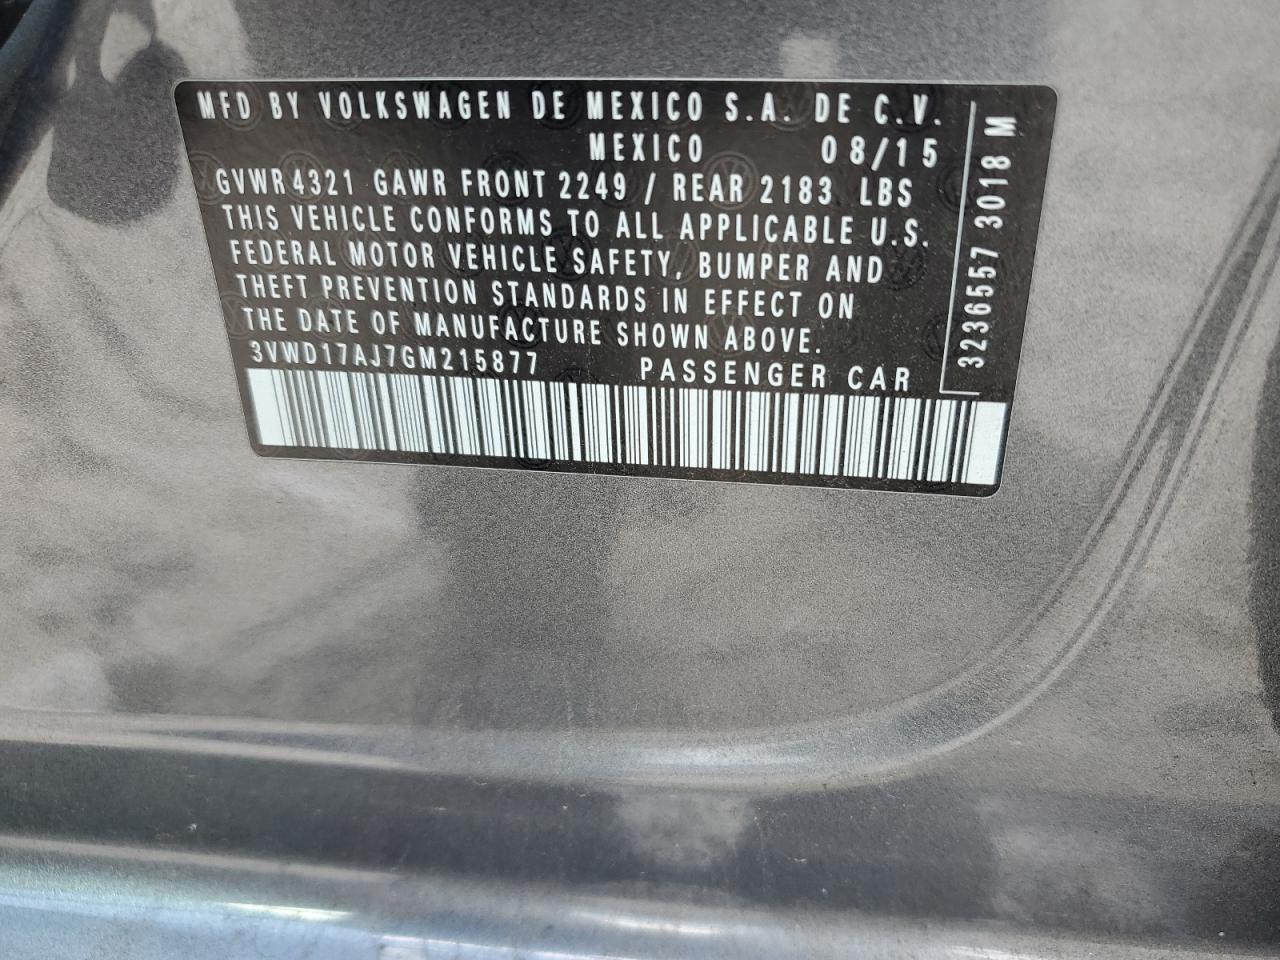 MFD BY VOLKSWAGEN DE MEXICO S.A. DE C.V.
MEXICO 08/15
GVWR 4321 GAWR FRONT 2249 / REAR 2183 LBS
THIS VEHICLE CONFORMS TO ALL APPLICABLE U.S.
FEDERAL MOTOR VEHICLE SAFETY, BUMPER AND
THEFT PREVENTION STANDARDS IN EFFECT ON
THE DATE OF MANUFACTURE SHOWN ABOVE.
3VWD17AJ7GM215877 PASSENGER CAR
3236557 3018 M